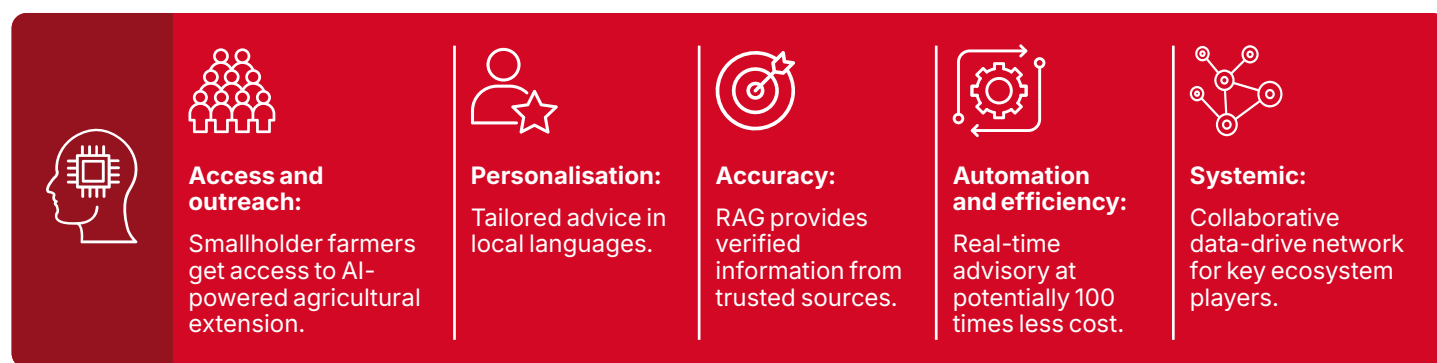 Access and
outreach:
Smallholder farmers
get access to AI-
powered agricultural
extension.
Personalisation:
Tailored advice in
local languages.
Accuracy:
RAG provides
verified
information from
trusted sources.
Automation
and efficiency:
Real-time
advisory at
potentially 100
times less cost.
Systemic:
Collaborative
data-drive network
for key ecosystem
players.